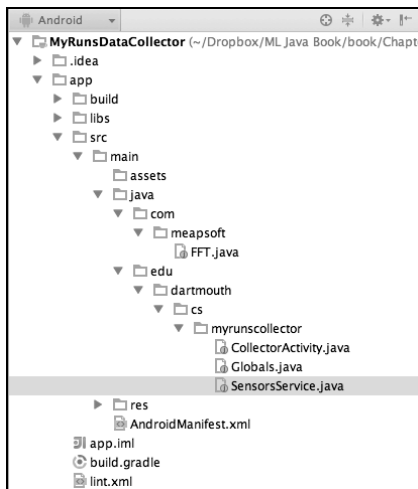 Android
MyRunsDataCollector (~/Dropbox/ML Java Book/book/Chapt
.idea
app
build
libs
src
main
assets
java
com
meapsoft
FFT.java
edu
dartmouth
cs
myrunscollector
CollectorActivity.java
Globals.java
SensorsService.java
res
AndroidManifest.xml
app.iml
build.gradle
lint.xml